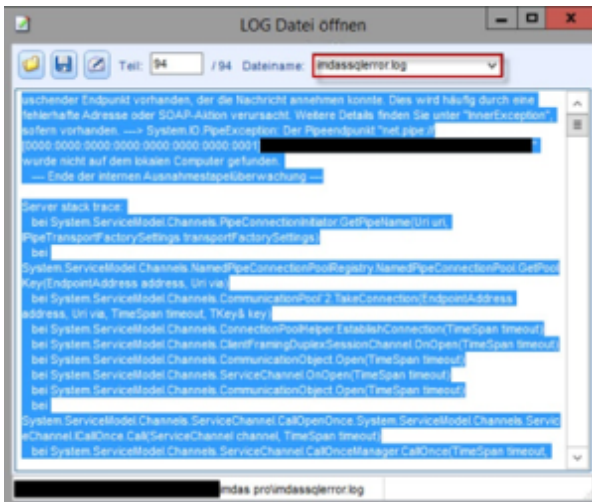 LOG Datei öffnen
Teil: 94 / 94 Dateiname: imdassqlerror.log
uschender Endpunkt vorhanden, der die Nachricht annehmen konnte. Dies wird häufig durch eine
fehlerhafte Adresse oder SOAP-Aktion verursacht. Weitere Details finden Sie unter "InnerException",
sofern vorhanden. ---> System.IO.PipeException: Der Pipeendpunkt "net.pipe://
[0000:0000:0000:0000:0000:0000:0000:0001] "
wurde nicht auf dem lokalen Computer gefunden.
--- Ende der internen Ausnahmestapelüberwachung ---
Server stack trace:
bei System.ServiceModel.Channels.PipeConnectionInitiator.GetPipeName(Uri uri,
IPipeTransportFactorySettings transportFactorySettings)
bei
System.ServiceModel.Channels.NamedPipeConnectionPoolRegistry.NamedPipeConnectionPool.GetPool
Key(EndpointAddress address, Uri via)
bei System.ServiceModel.Channels.CommunicationPool`2.TakeConnection(EndpointAddress
address, Uri via, TimeSpan timeout, TKey& key)
bei System.ServiceModel.Channels.ConnectionPoolHelper.EstablishConnection(TimeSpan timeout)
bei System.ServiceModel.Channels.ClientFramingDuplexSessionChannel.OnOpen(TimeSpan timeout)
bei System.ServiceModel.Channels.CommunicationObject.Open(TimeSpan timeout)
bei System.ServiceModel.Channels.ServiceChannel.OnOpen(TimeSpan timeout)
bei System.ServiceModel.Channels.CommunicationObject.Open(TimeSpan timeout)
bei
System.ServiceModel.Channels.ServiceChannel.CallOpenOnce.System.ServiceModel.Channels.Servic
eChannel.ICallOnce.Call(ServiceChannel channel, TimeSpan timeout)
bei System.ServiceModel.Channels.ServiceChannel.CallOnceManager.CallOnce(TimeSpan timeout,
imdas pro\imdassqlerror.log